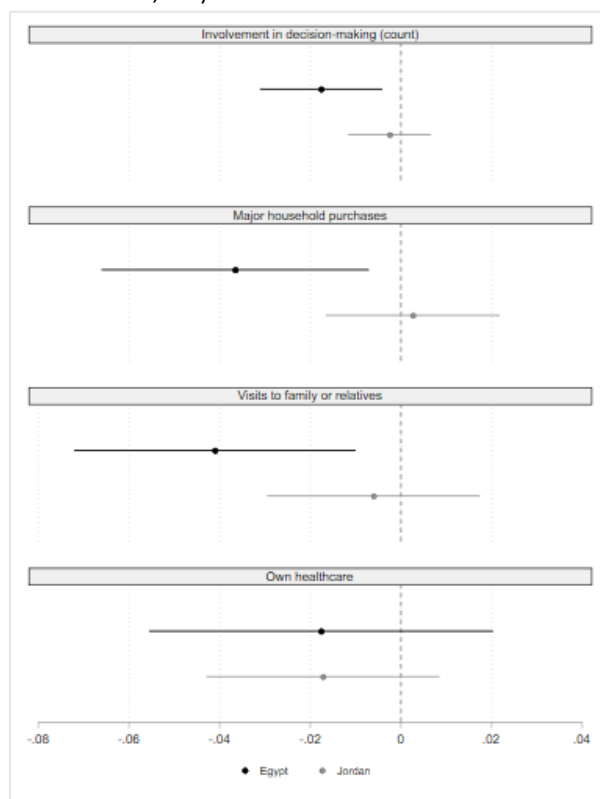 Involvement in decision-making (count)
Major household purchases
Visits to family or relatives
Own healthcare
-.08 -.06 -.04 -.02 0 .02 .04
Egypt Jordan